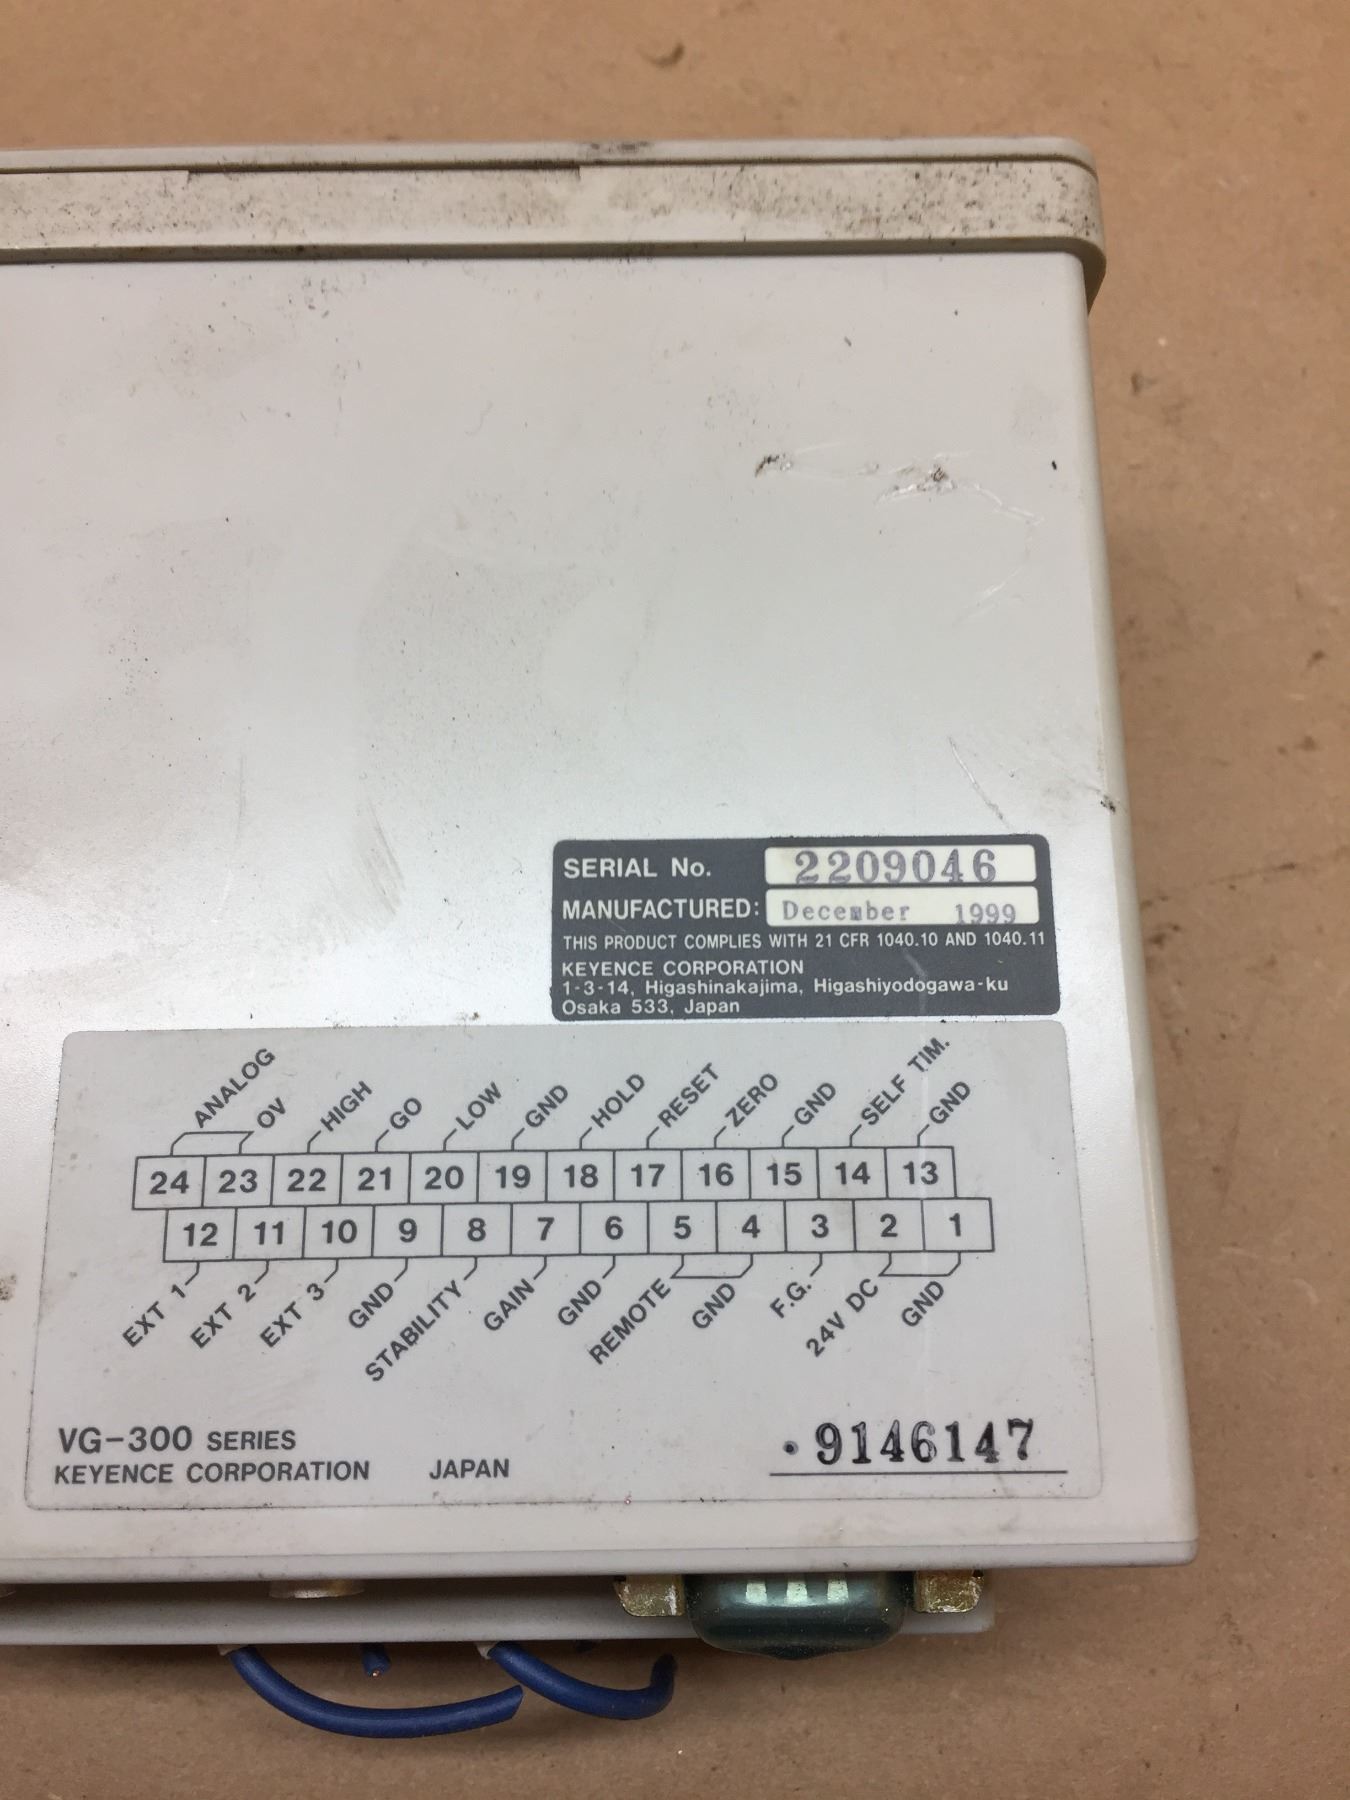 SERIAL No. 2209046
MANUFACTURED: December 1999
THIS PRODUCT COMPLIES WITH 21 CFR 1040.10 AND 1040.11
KEYENCE CORPORATION
1-3-14, Higashinakajima, Higashiyodogawa-ku
Osaka 533, Japan
ANALOG OV HIGH GO LOW GND HOLD RESET ZERO GND SELF TIM. GND
24 23 22 21 20 19 18 17 16 15 14 13
12 11 10 9 8 7 6 5 4 3 2 1
EXT 1 EXT 2 EXT 3 GND STABILITY GAIN GND REMOTE GND F.G. 24V DC GND
VG-300 SERIES
KEYENCE CORPORATION JAPAN
·9146147